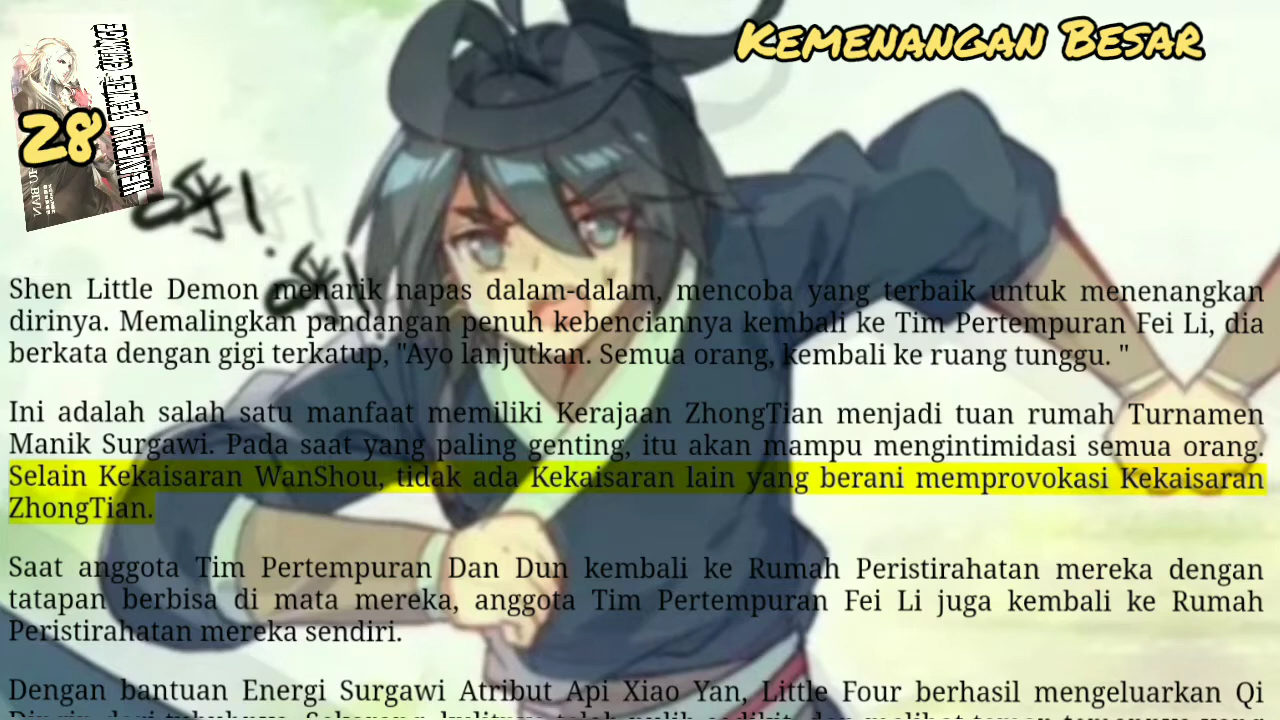 Kemenangan Besar
HEAVENLY JEWEL CHANGE
28
呼!
呼!
Shen Little Demon menarik napas dalam-dalam, mencoba yang terbaik untuk menenangkan
dirinya. Memalingkan pandangan penuh kebenciannya kembali ke Tim Pertempuran Fei Li, dia
berkata dengan gigi terkatup, "Ayo lanjutkan. Semua orang, kembali ke ruang tunggu. "
Ini adalah salah satu manfaat memiliki Kerajaan ZhongTian menjadi tuan rumah Turnamen
Manik Surgawi. Pada saat yang paling genting, itu akan mampu mengintimidasi semua orang.
Selain Kekaisaran WanShou, tidak ada Kekaisaran lain yang berani memprovokasi Kekaisaran
ZhongTian.
Saat anggota Tim Pertempuran Dan Dun kembali ke Rumah Peristirahatan mereka dengan
tatapan berbisa di mata mereka, anggota Tim Pertempuran Fei Li juga kembali ke Rumah
Peristirahatan mereka sendiri.
Dengan bantuan Energi Surgawi Atribut Api Xiao Yan, Little Four berhasil mengeluarkan Qi